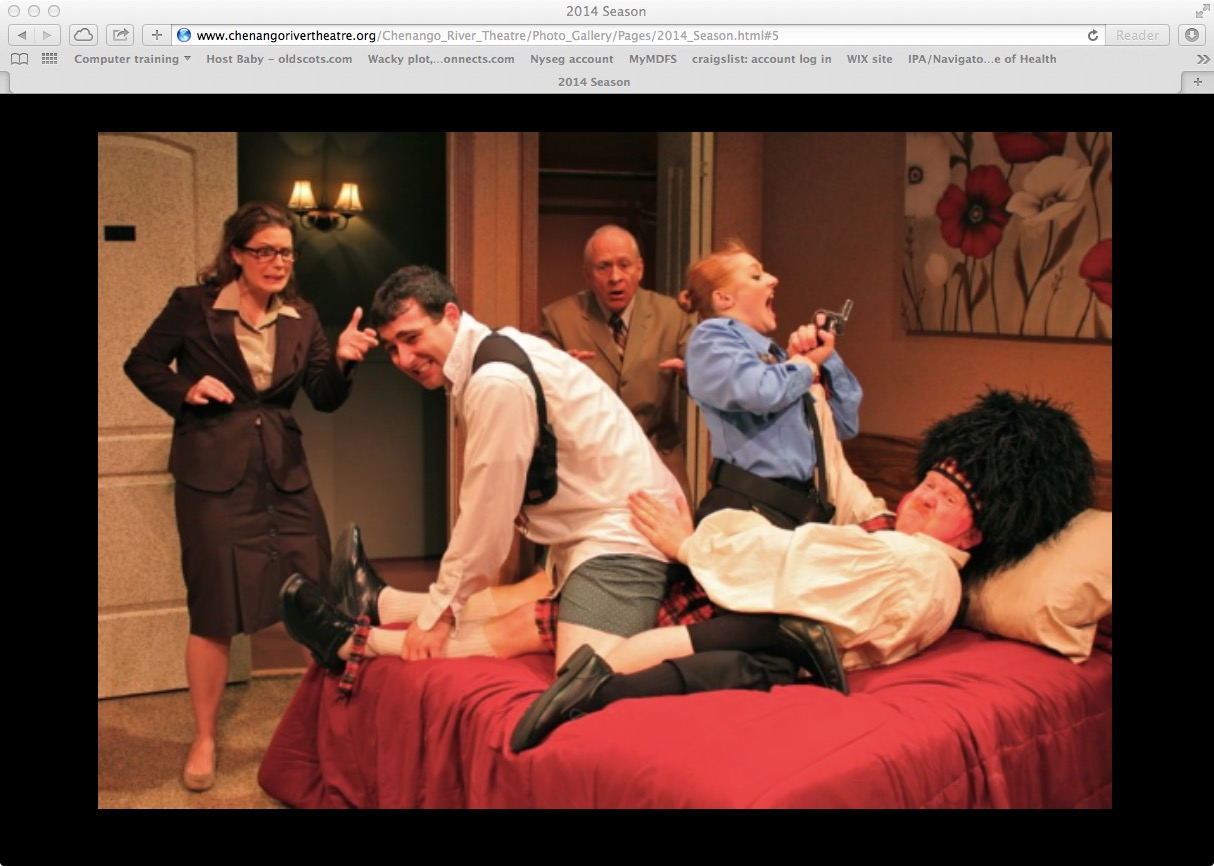 2014 Season
www.chenangorivertheatre.org/Chenango_River_Theatre/Photo_Gallery/Pages/2014_Season.html#5
Reader
Computer training Host Baby – oldscots.com Wacky plot,...onnects.com Nyseg account MyMDFS craigslist: account log in WIX site IPA/Navigato...e of Health
2014 Season